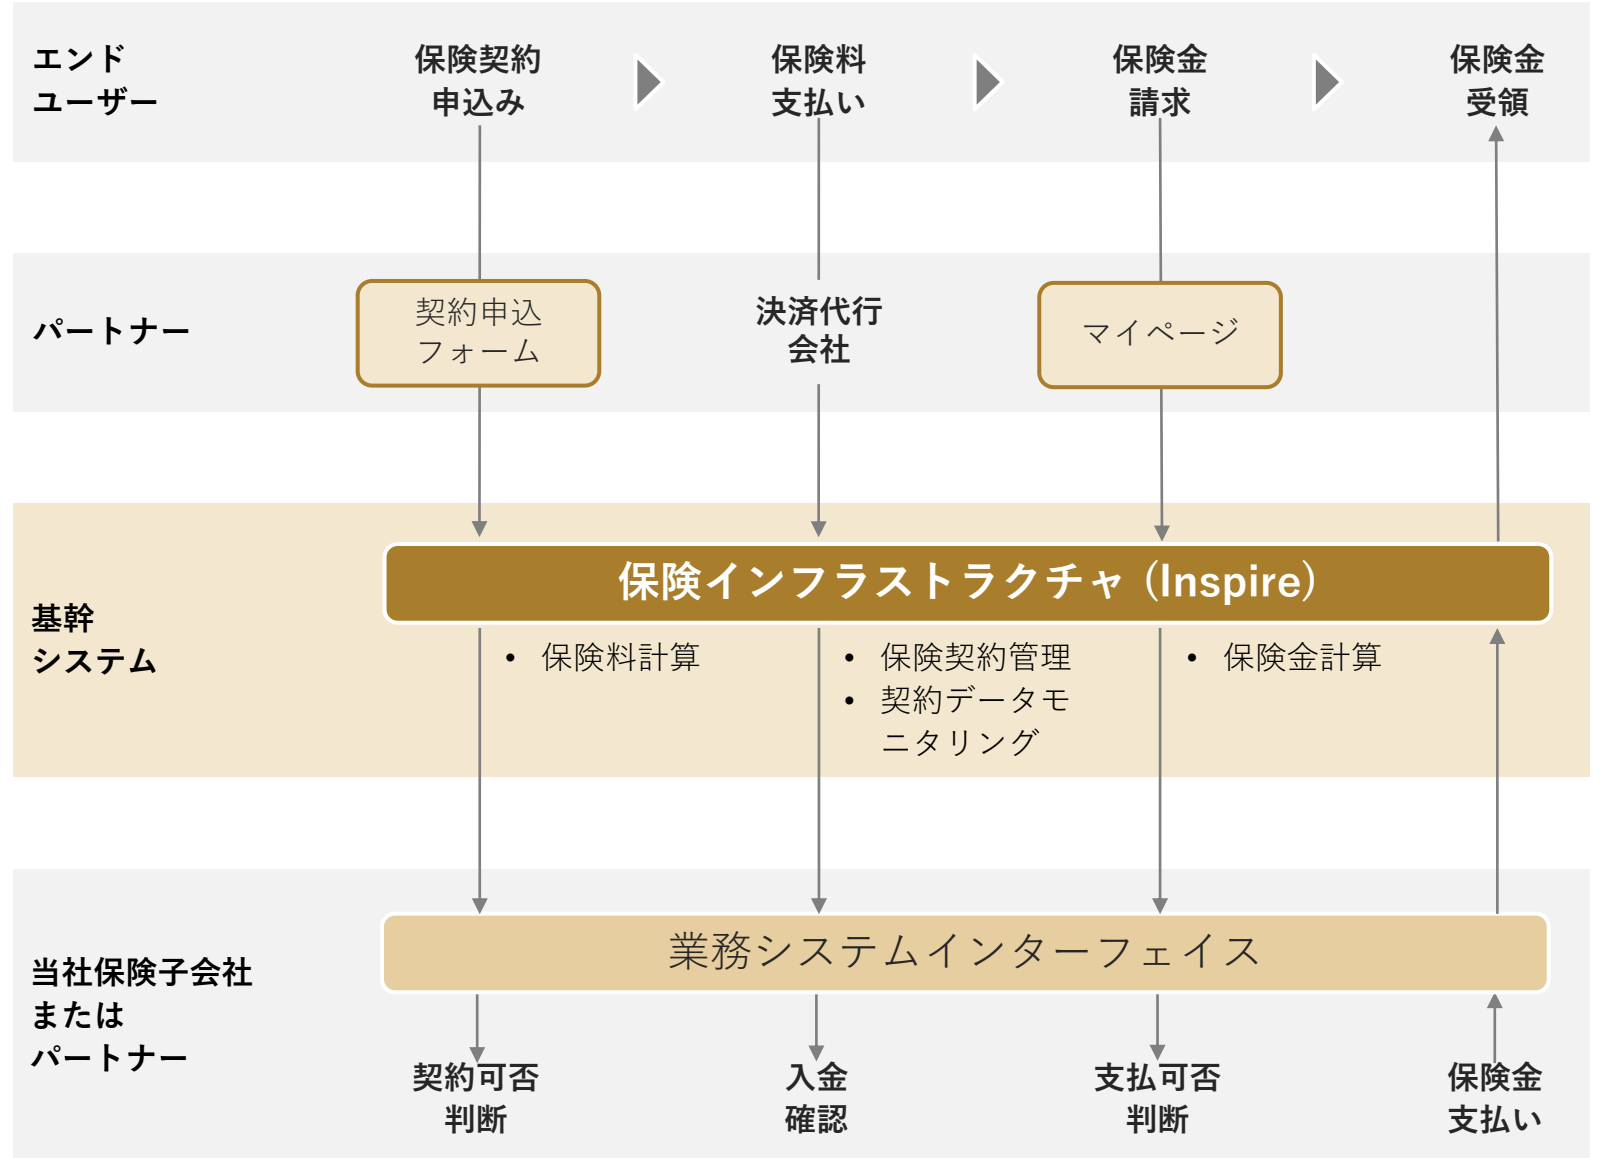 エンド
ユーザー
保険契約
申込み
保険料
支払い
保険金
請求
保険金
受領
パートナー
契約申込
フォーム
決済代行
会社
マイページ
基幹
システム
保険インフラストラクチャ (Inspire)
• 保険料計算
• 保険契約管理
• 契約データモ
ニタリング
• 保険金計算
当社保険子会社
または
パートナー
業務システムインターフェイス
契約可否
判断
入金
確認
支払可否
判断
保険金
支払い